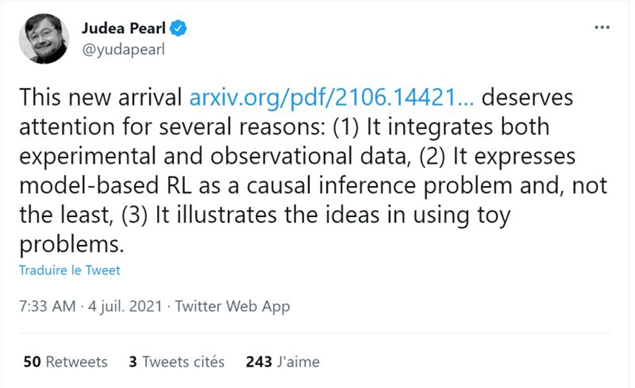 Judea Pearl
@yudapearl
This new arrival arxiv.org/pdf/2106.14421... deserves
attention for several reasons: (1) It integrates both
experimental and observational data, (2) It expresses
model-based RL as a causal inference problem and, not
the least, (3) It illustrates the ideas in using toy
problems.
Traduire le Tweet
7:33 AM · 4 juil. 2021 · Twitter Web App
50 Retweets 3 Tweets cités 243 J'aime